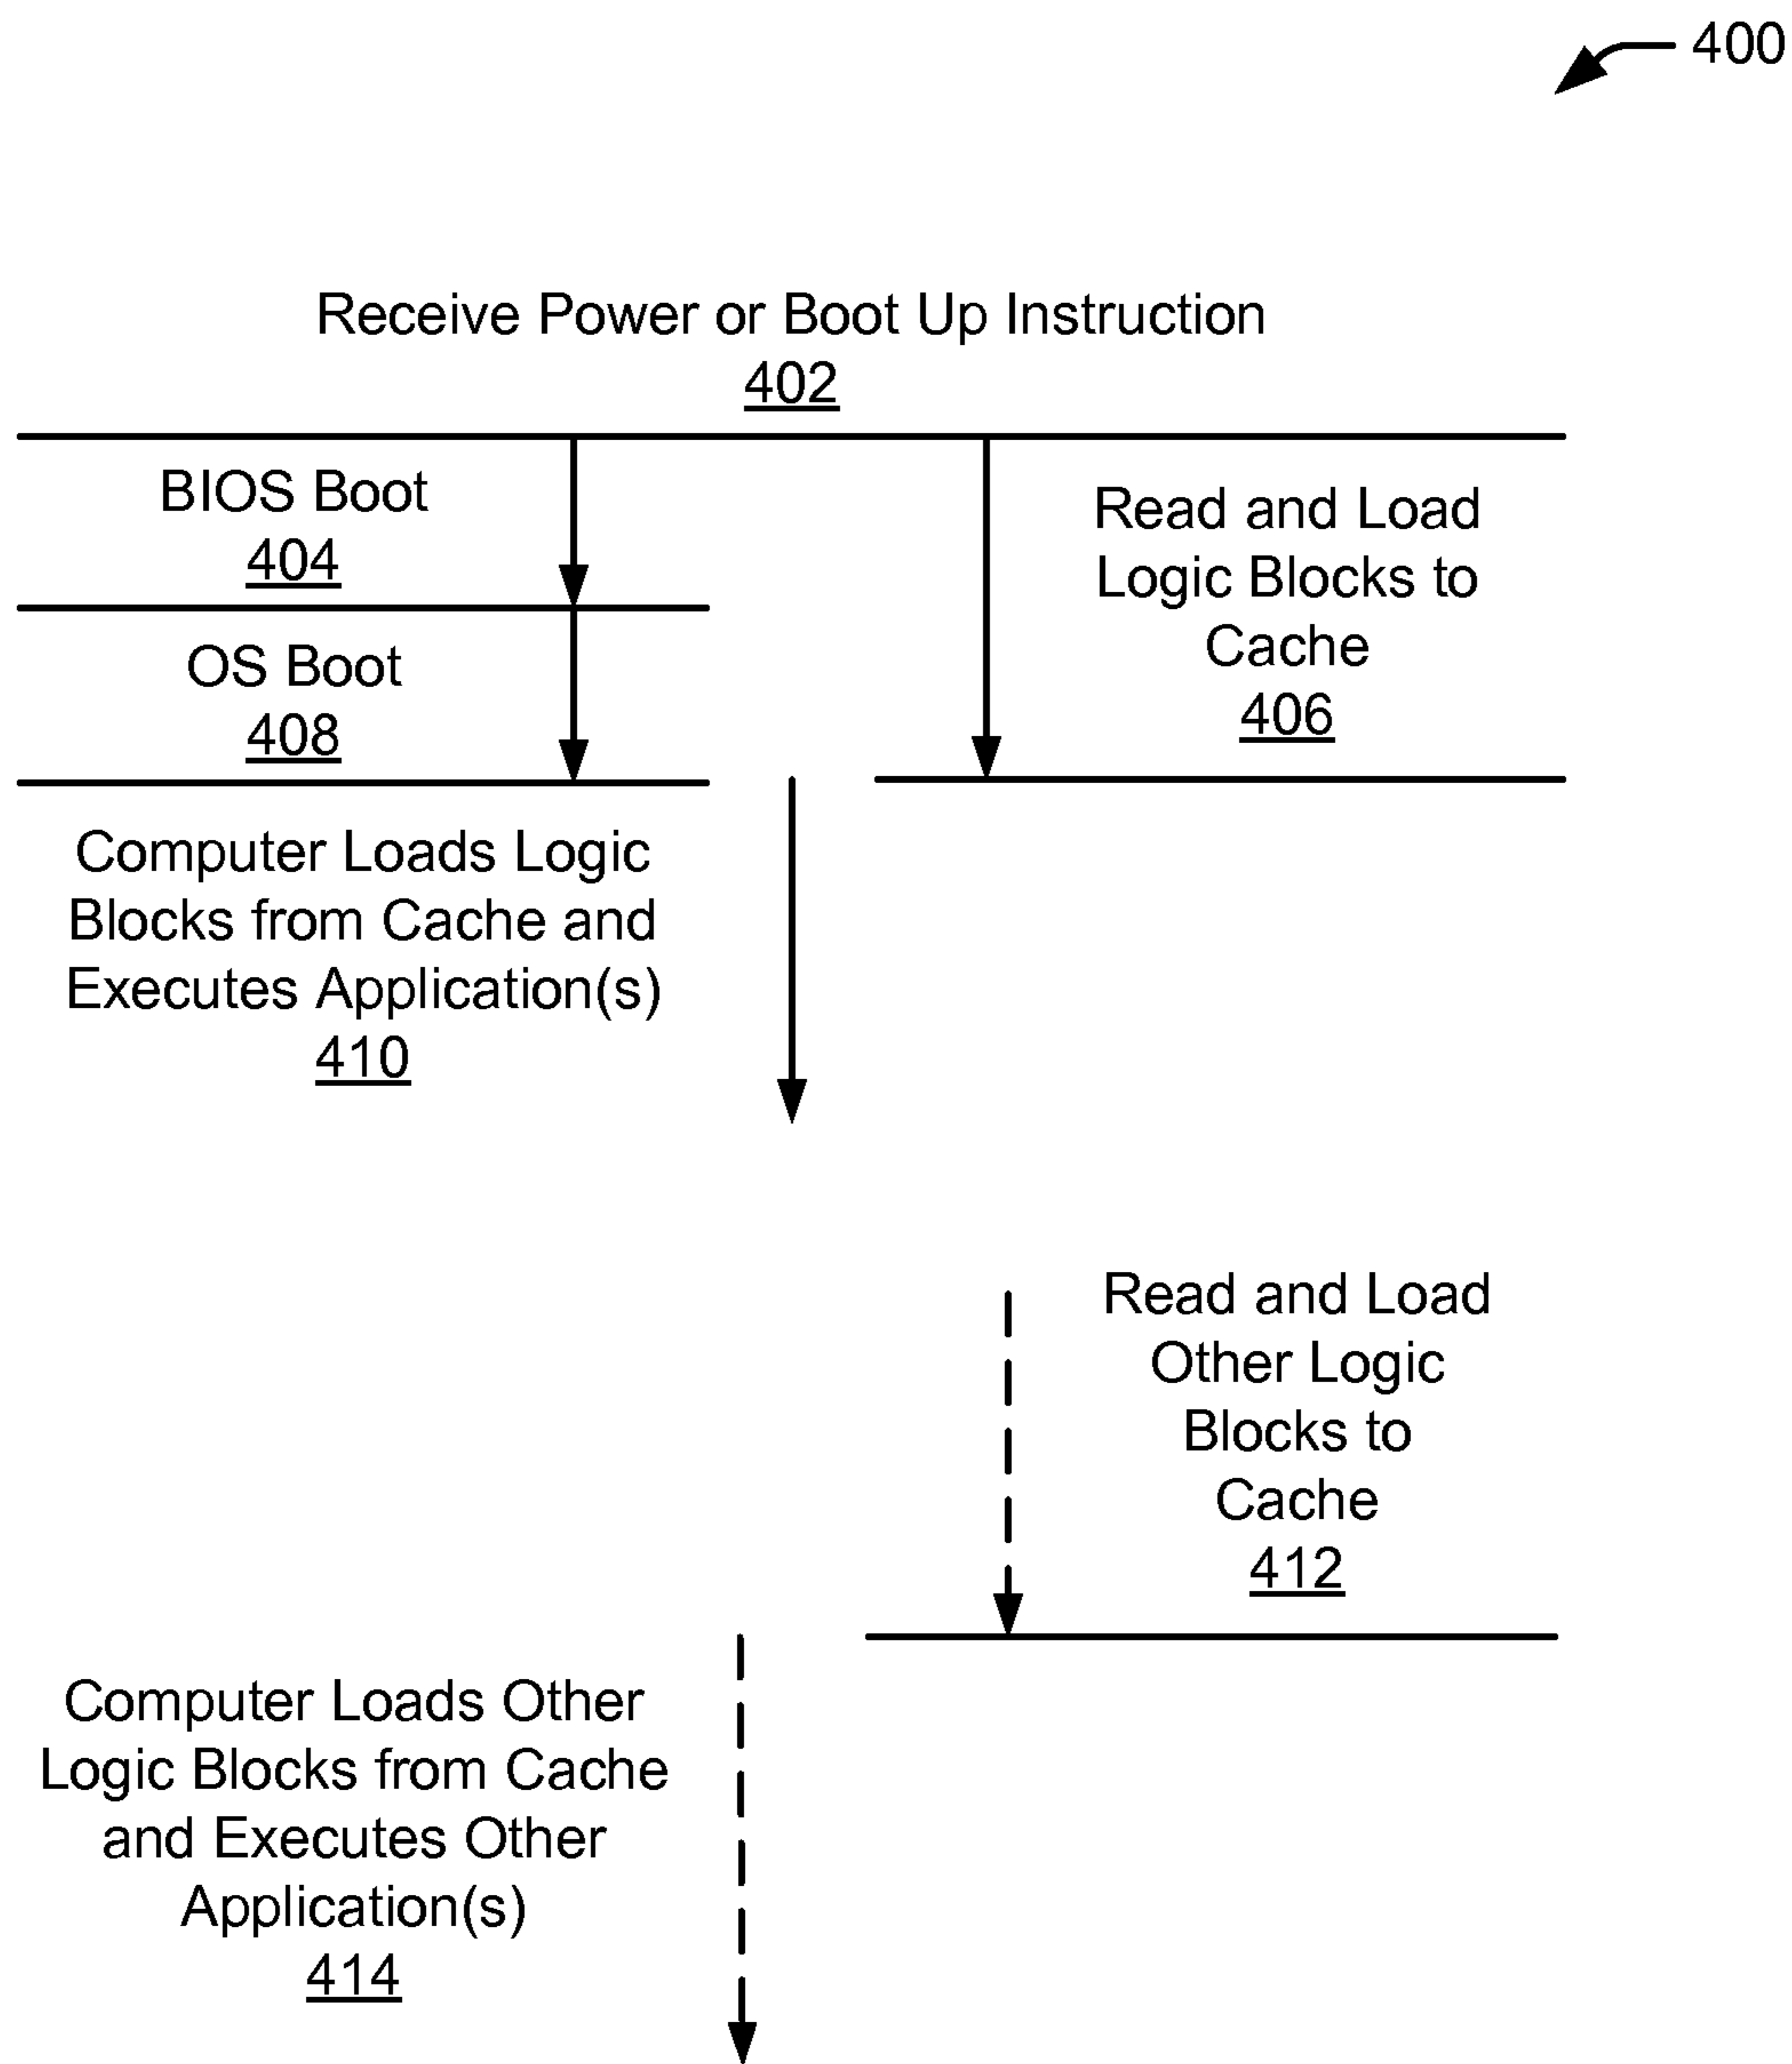 400
Receive Power or Boot Up Instruction
402
BIOS Boot
404
OS Boot
408
Read and Load
Logic Blocks to
Cache
406
Computer Loads Logic
Blocks from Cache and
Executes Application(s)
410
Read and Load
Other Logic
Blocks to
Cache
412
Computer Loads Other
Logic Blocks from Cache
and Executes Other
Application(s)
414